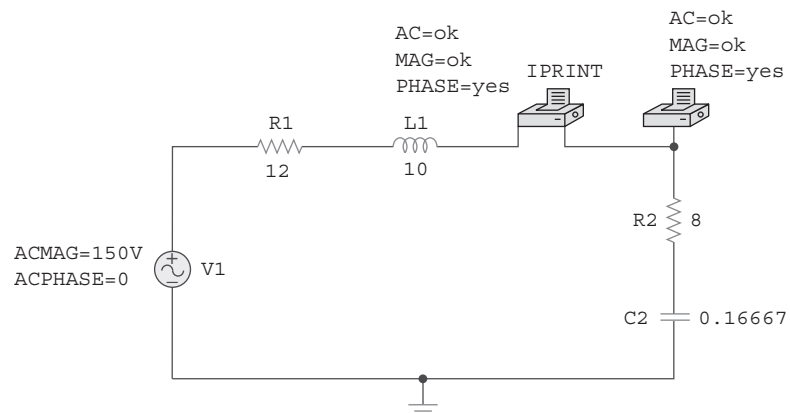 AC=ok
MAG=ok
PHASE=yes
IPRINT
AC=ok
MAG=ok
PHASE=yes
R1
12
L1
10
R2 8
ACMAG=150V
ACPHASE=0
V1
C2 0.16667